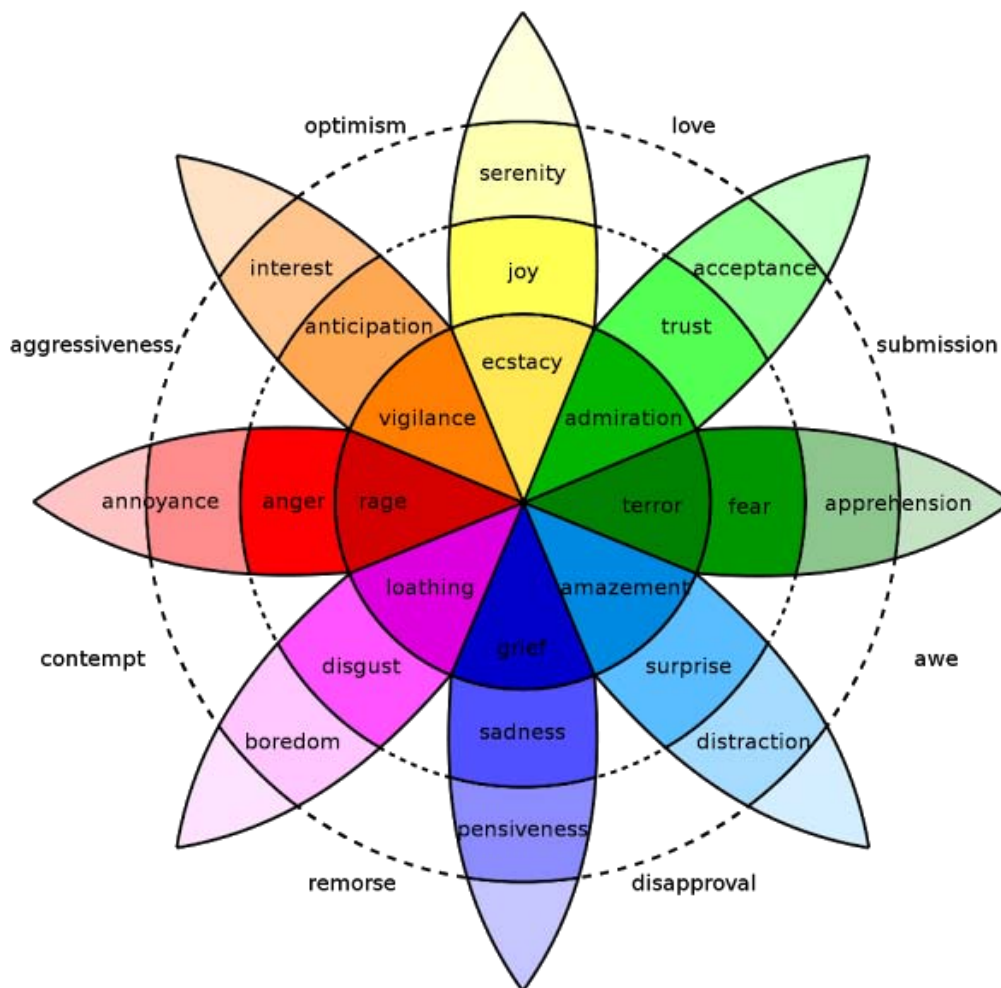 optimism
love
serenity
interest
joy
acceptance
anticipation
trust
aggressiveness
submission
ecstacy
vigilance
admiration
annoyance
anger
rage
terror
fear
apprehension
loathing
amazement
grief
contempt
disgust
surprise
awe
boredom
sadness
distraction
pensiveness
remorse
disapproval